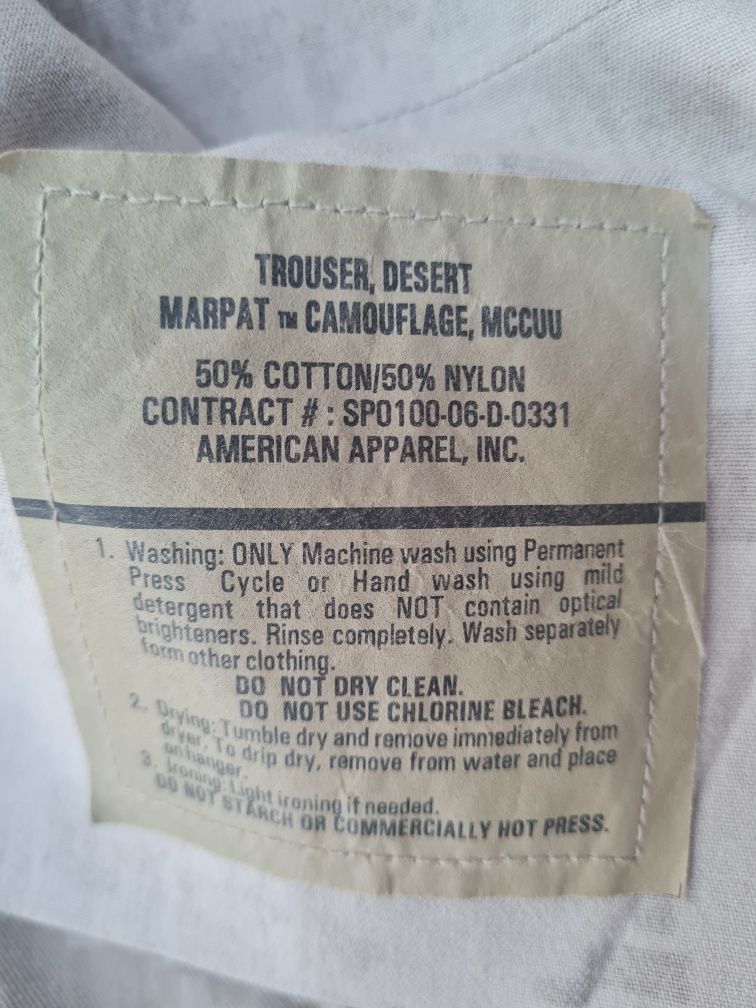 TROUSER, DESERT
MARPAT ™ CAMOUFLAGE, MCCUU
50% COTTON/50% NYLON
CONTRACT # : SPO100-06-D-0331
AMERICAN APPAREL, INC.
1. Washing: ONLY Machine wash using Permanent
Press Cycle or Hand wash using mild
detergent that does NOT contain optical
brighteners. Rinse completely. Wash separately
form other clothing.
DO NOT DRY CLEAN.
DO NOT USE CHLORINE BLEACH.
2. Drying: Tumble dry and remove immediately from
dryer. To drip dry, remove from water and place
on hanger.
3. Ironing: Light ironing if needed.
DO NOT STARCH OR COMMERCIALLY HOT PRESS.